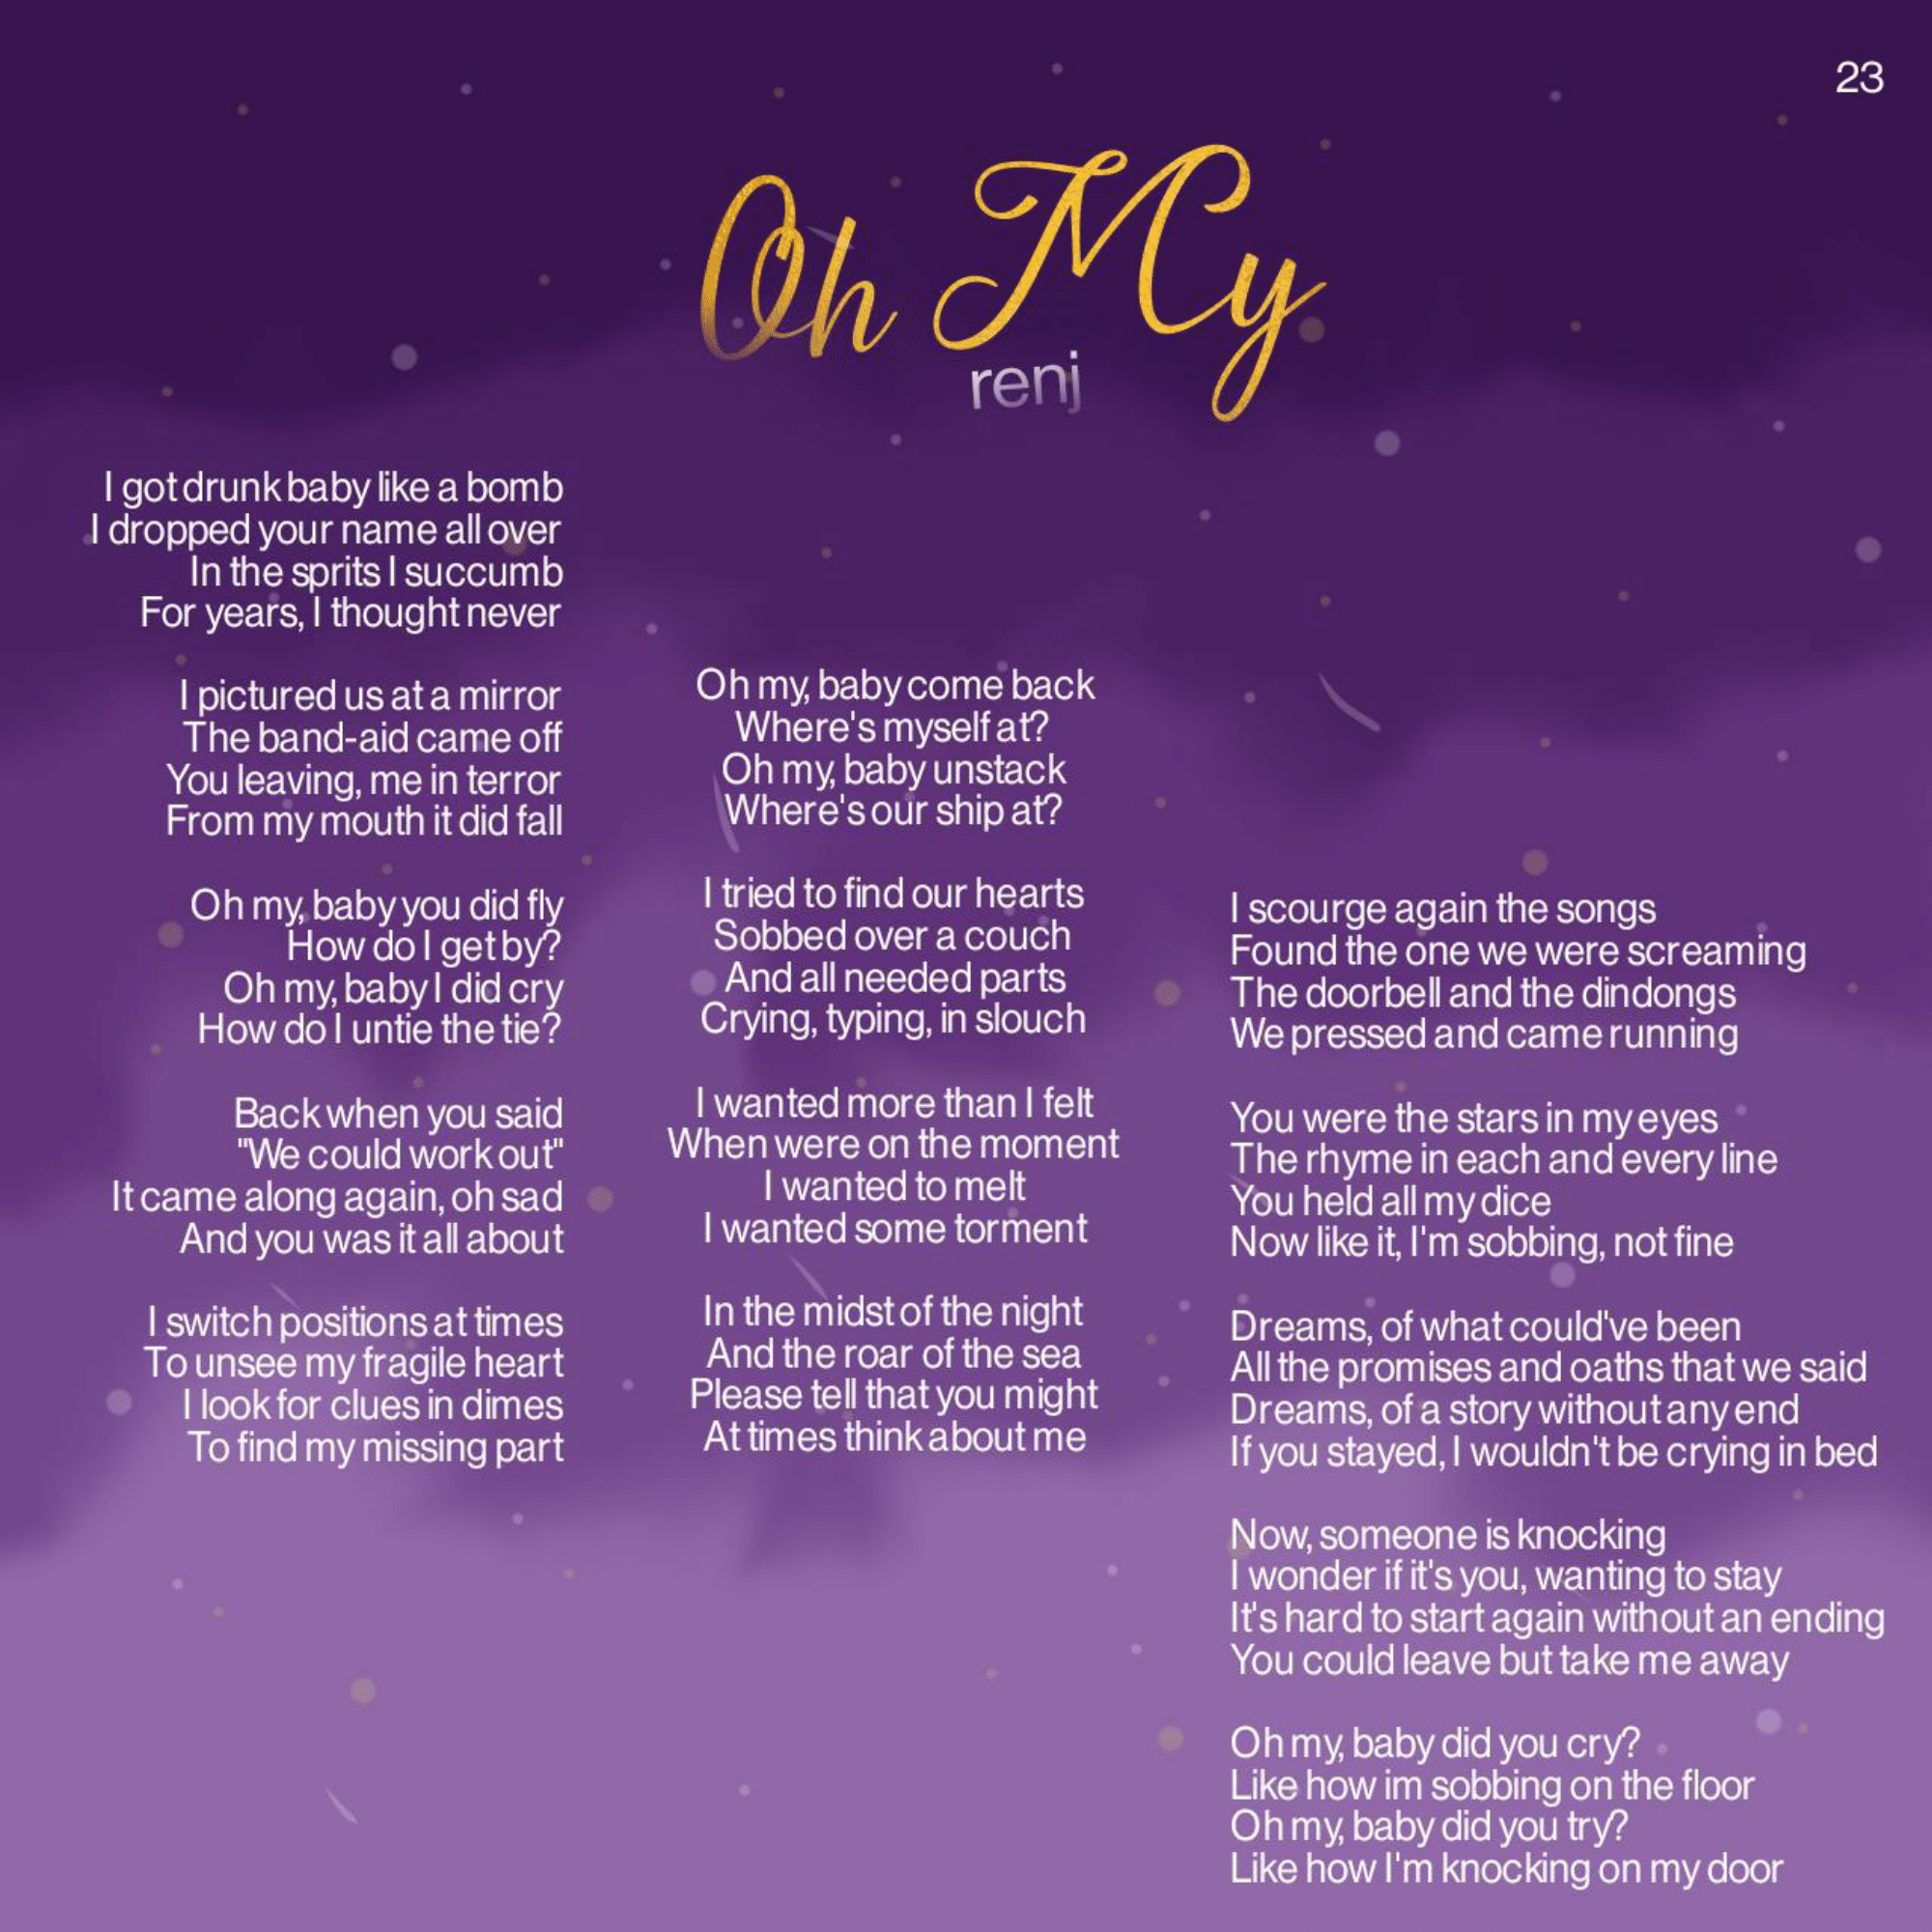 23
Oh My
renj
I got drunk baby like a bomb
I dropped your name all over
In the sprits I succumb
For years, I thought never
I pictured us at a mirror
The band-aid came off
You leaving, me in terror
From my mouth it did fall
Oh my, baby you did fly
How do I get by?
Oh my, baby I did cry
How do I untie the tie?
Back when you said
"We could work out"
It came along again, oh sad
And you was it all about
I switch positions at times
To unsee my fragile heart
I look for clues in dimes
To find my missing part
Oh my, baby come back
Where's myself at?
Oh my, baby unstack
Where's our ship at?
I tried to find our hearts
Sobbed over a couch
And all needed parts
Crying, typing, in slouch
I wanted more than I felt
When were on the moment
I wanted to melt
I wanted some torment
In the midst of the night
And the roar of the sea
Please tell that you might
At times think about me
I scourge again the songs
Found the one we were screaming
The doorbell and the dindongs
We pressed and came running
You were the stars in my eyes
The rhyme in each and every line
You held all my dice
Now like it, I'm sobbing, not fine
Dreams, of what could've been
All the promises and oaths that we said
Dreams, of a story without any end
If you stayed, I wouldn't be crying in bed
Now, someone is knocking
I wonder if it's you, wanting to stay
It's hard to start again without an ending
You could leave but take me away
Oh my, baby did you cry?
Like how im sobbing on the floor
Oh my, baby did you try?
Like how I'm knocking on my door